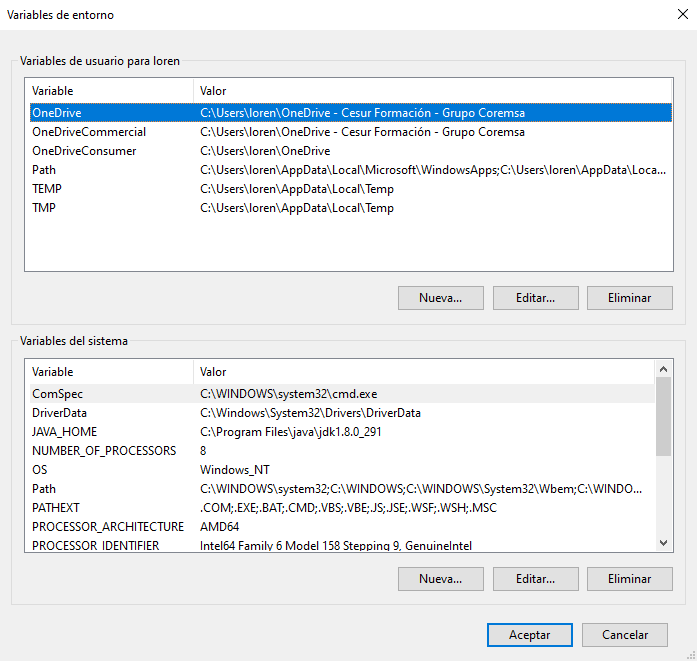 Variables de entorno
Variables de usuario para loren
Variable Valor
OneDrive C:\Users\loren\OneDrive - Cesur Formación - Grupo Coremsa
OneDriveCommercial C:\Users\loren\OneDrive - Cesur Formación - Grupo Coremsa
OneDriveConsumer C:\Users\loren\OneDrive
Path C:\Users\loren\AppData\Local\Microsoft\WindowsApps;C:\Users\loren\AppData\Loca...
TEMP C:\Users\loren\AppData\Local\Temp
TMP C:\Users\loren\AppData\Local\Temp
Nueva... Editar... Eliminar
Variables del sistema
Variable Valor
ComSpec C:\WINDOWS\system32\cmd.exe
DriverData C:\Windows\System32\Drivers\DriverData
JAVA_HOME C:\Program Files\java\jdk1.8.0_291
NUMBER_OF_PROCESSORS 8
OS Windows_NT
Path C:\WINDOWS\system32;C:\WINDOWS;C:\WINDOWS\System32\Wbem;C:\WINDO...
PATHEXT .COM;.EXE;.BAT;.CMD;.VBS;.VBE;.JS;.JSE;.WSF;.WSH;.MSC
PROCESSOR_ARCHITECTURE AMD64
PROCESSOR_IDENTIFIER Intel64 Family 6 Model 158 Stepping 9, GenuineIntel
Nueva... Editar... Eliminar
Aceptar Cancelar